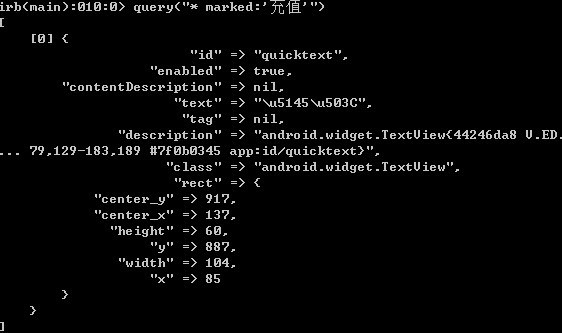 irb(main):010:0> query("* marked:'充值'")
[
    [0] {
                        "id" => "quicktext",
                   "enabled" => true,
        "contentDescription" => nil,
                      "text" => "\u5145\u503C",
                       "tag" => nil,
               "description" => "android.widget.TextView{44246da8 V.ED.
... 79,129-183,189 #7f0b0345 app:id/quicktext}",
                     "class" => "android.widget.TextView",
                      "rect" => {
            "center_y" => 917,
            "center_x" => 137,
              "height" => 60,
                   "y" => 887,
               "width" => 104,
                   "x" => 85
        }
    }
]